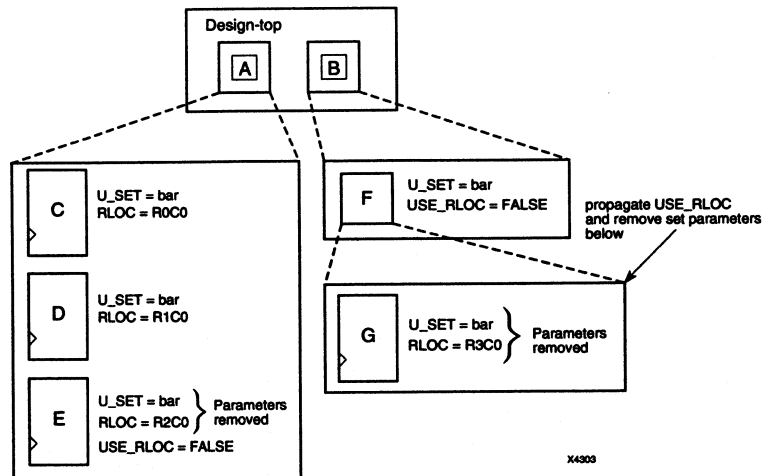 Design-top
A
B
C
U_SET = bar
RLOC = R0C0
D
U_SET = bar
RLOC = R1C0
E
U_SET = bar
RLOC = R2C0
Parameters
removed
USE_RLOC = FALSE
F
U_SET = bar
USE_RLOC = FALSE
propagate USE_RLOC
and remove set parameters
below
G
U_SET = bar
RLOC = R3C0
Parameters
removed
X4303